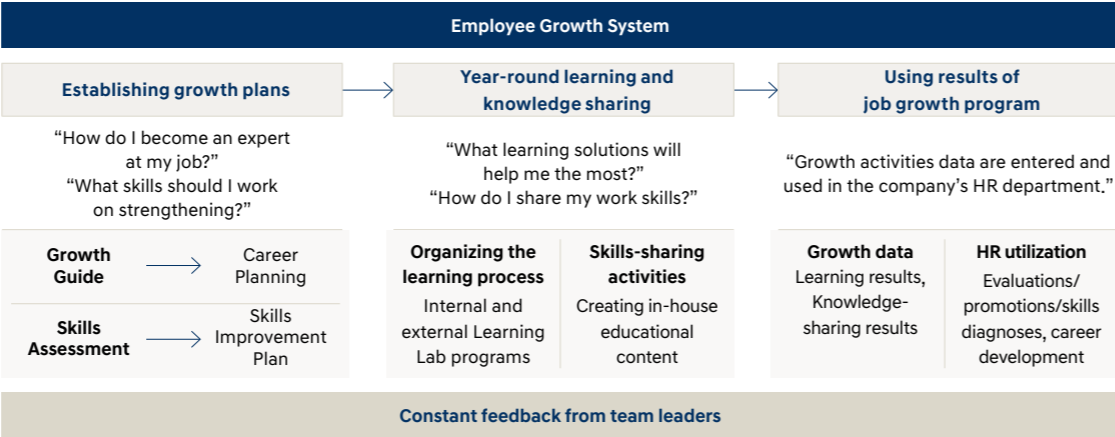 Employee Growth System
Establishing growth plans
“How do I become an expert
at my job?”
“What skills should I work
on strengthening?”
Growth
Guide
Career
Planning
Skills
Assessment
Skills
Improvement
Plan
Year-round learning and
knowledge sharing
“What learning solutions will
help me the most?”
“How do I share my work skills?”
Organizing the
learning process
Internal and
external Learning
Lab programs
Skills-sharing
activities
Creating in-house
educational
content
Using results of
job growth program
“Growth activities data are entered and
used in the company’s HR department.”
Growth data
Learning results,
Knowledge-
sharing results
HR utilization
Evaluations/
promotions/skills
diagnoses, career
development
Constant feedback from team leaders